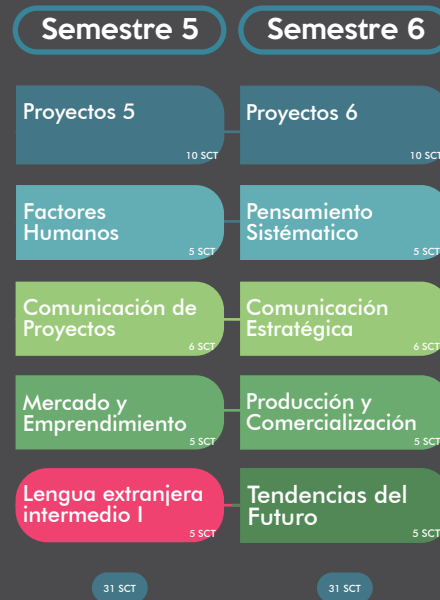 Semestre 5
Proyectos 5
10 SCT
Factores
Humanos
5 SCT
Comunicación de
Proyectos
6 SCT
Mercado y
Emprendimiento
5 SCT
Lengua extranjera
intermedio I
5 SCT
31 SCT
Semestre 6
Proyectos 6
10 SCT
Pensamiento
Sistématico
5 SCT
Comunicación
Estratégica
6 SCT
Producción y
Comercialización
5 SCT
Tendencias del
Futuro
5 SCT
31 SCT